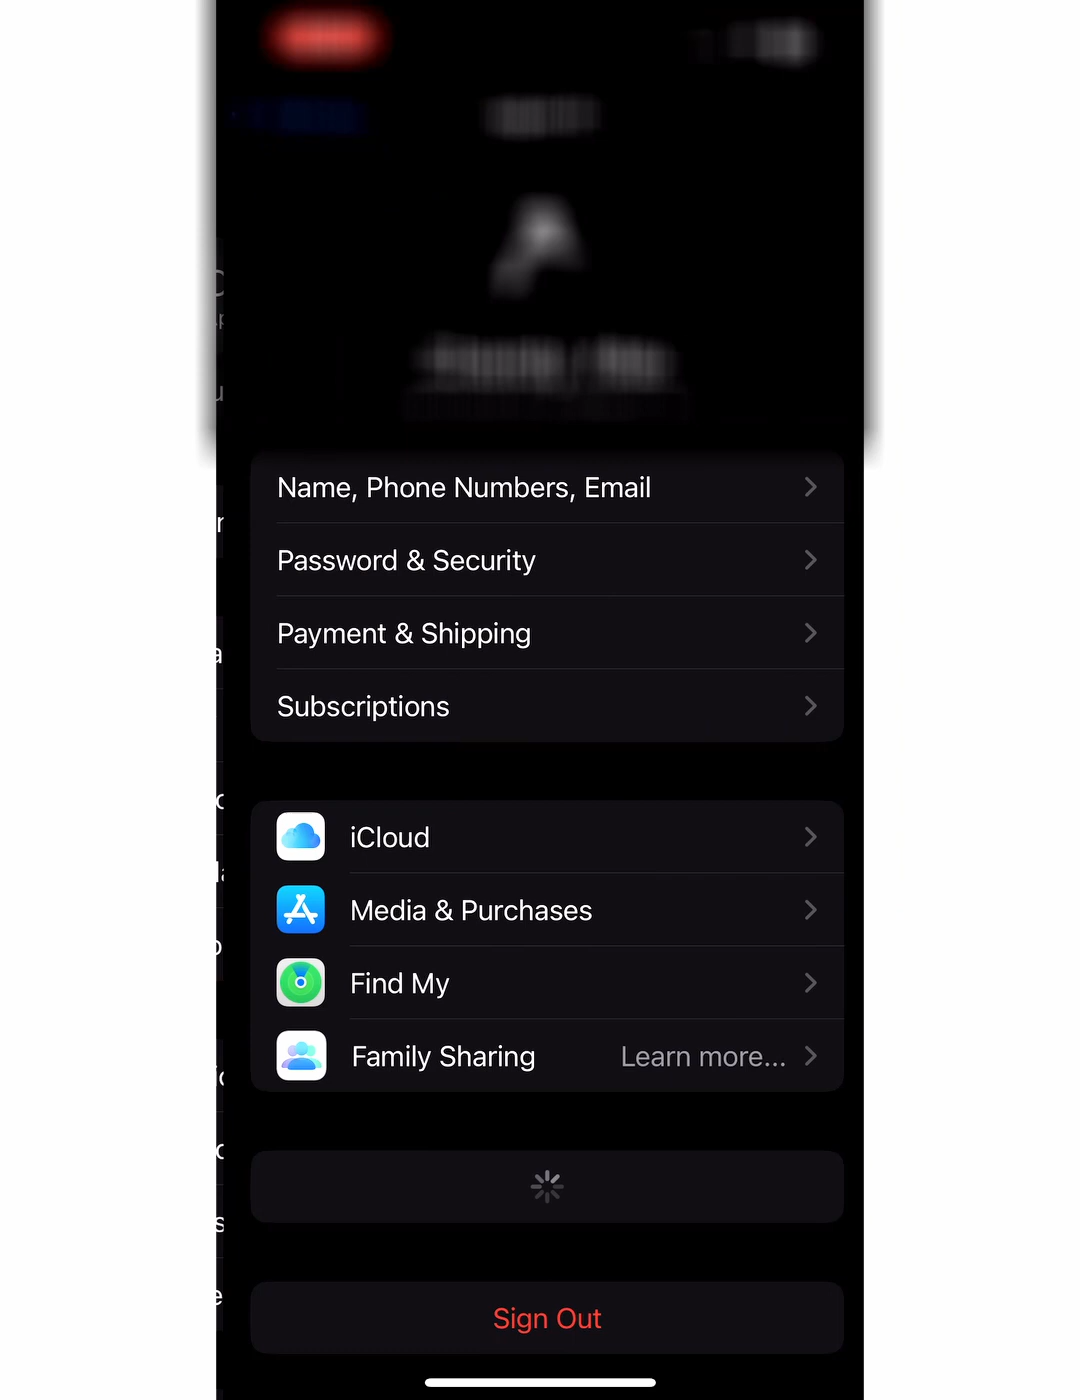 Name, Phone Numbers, Email
Password & Security
Payment & Shipping
Subscriptions
iCloud
Media & Purchases
Find My
Family Sharing Learn more...
Sign Out